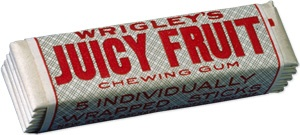 WRIGLEY'S
JUICY FRUIT
CHEWING GUM
5 INDIVIDUALLY
WRAPPED STICKS